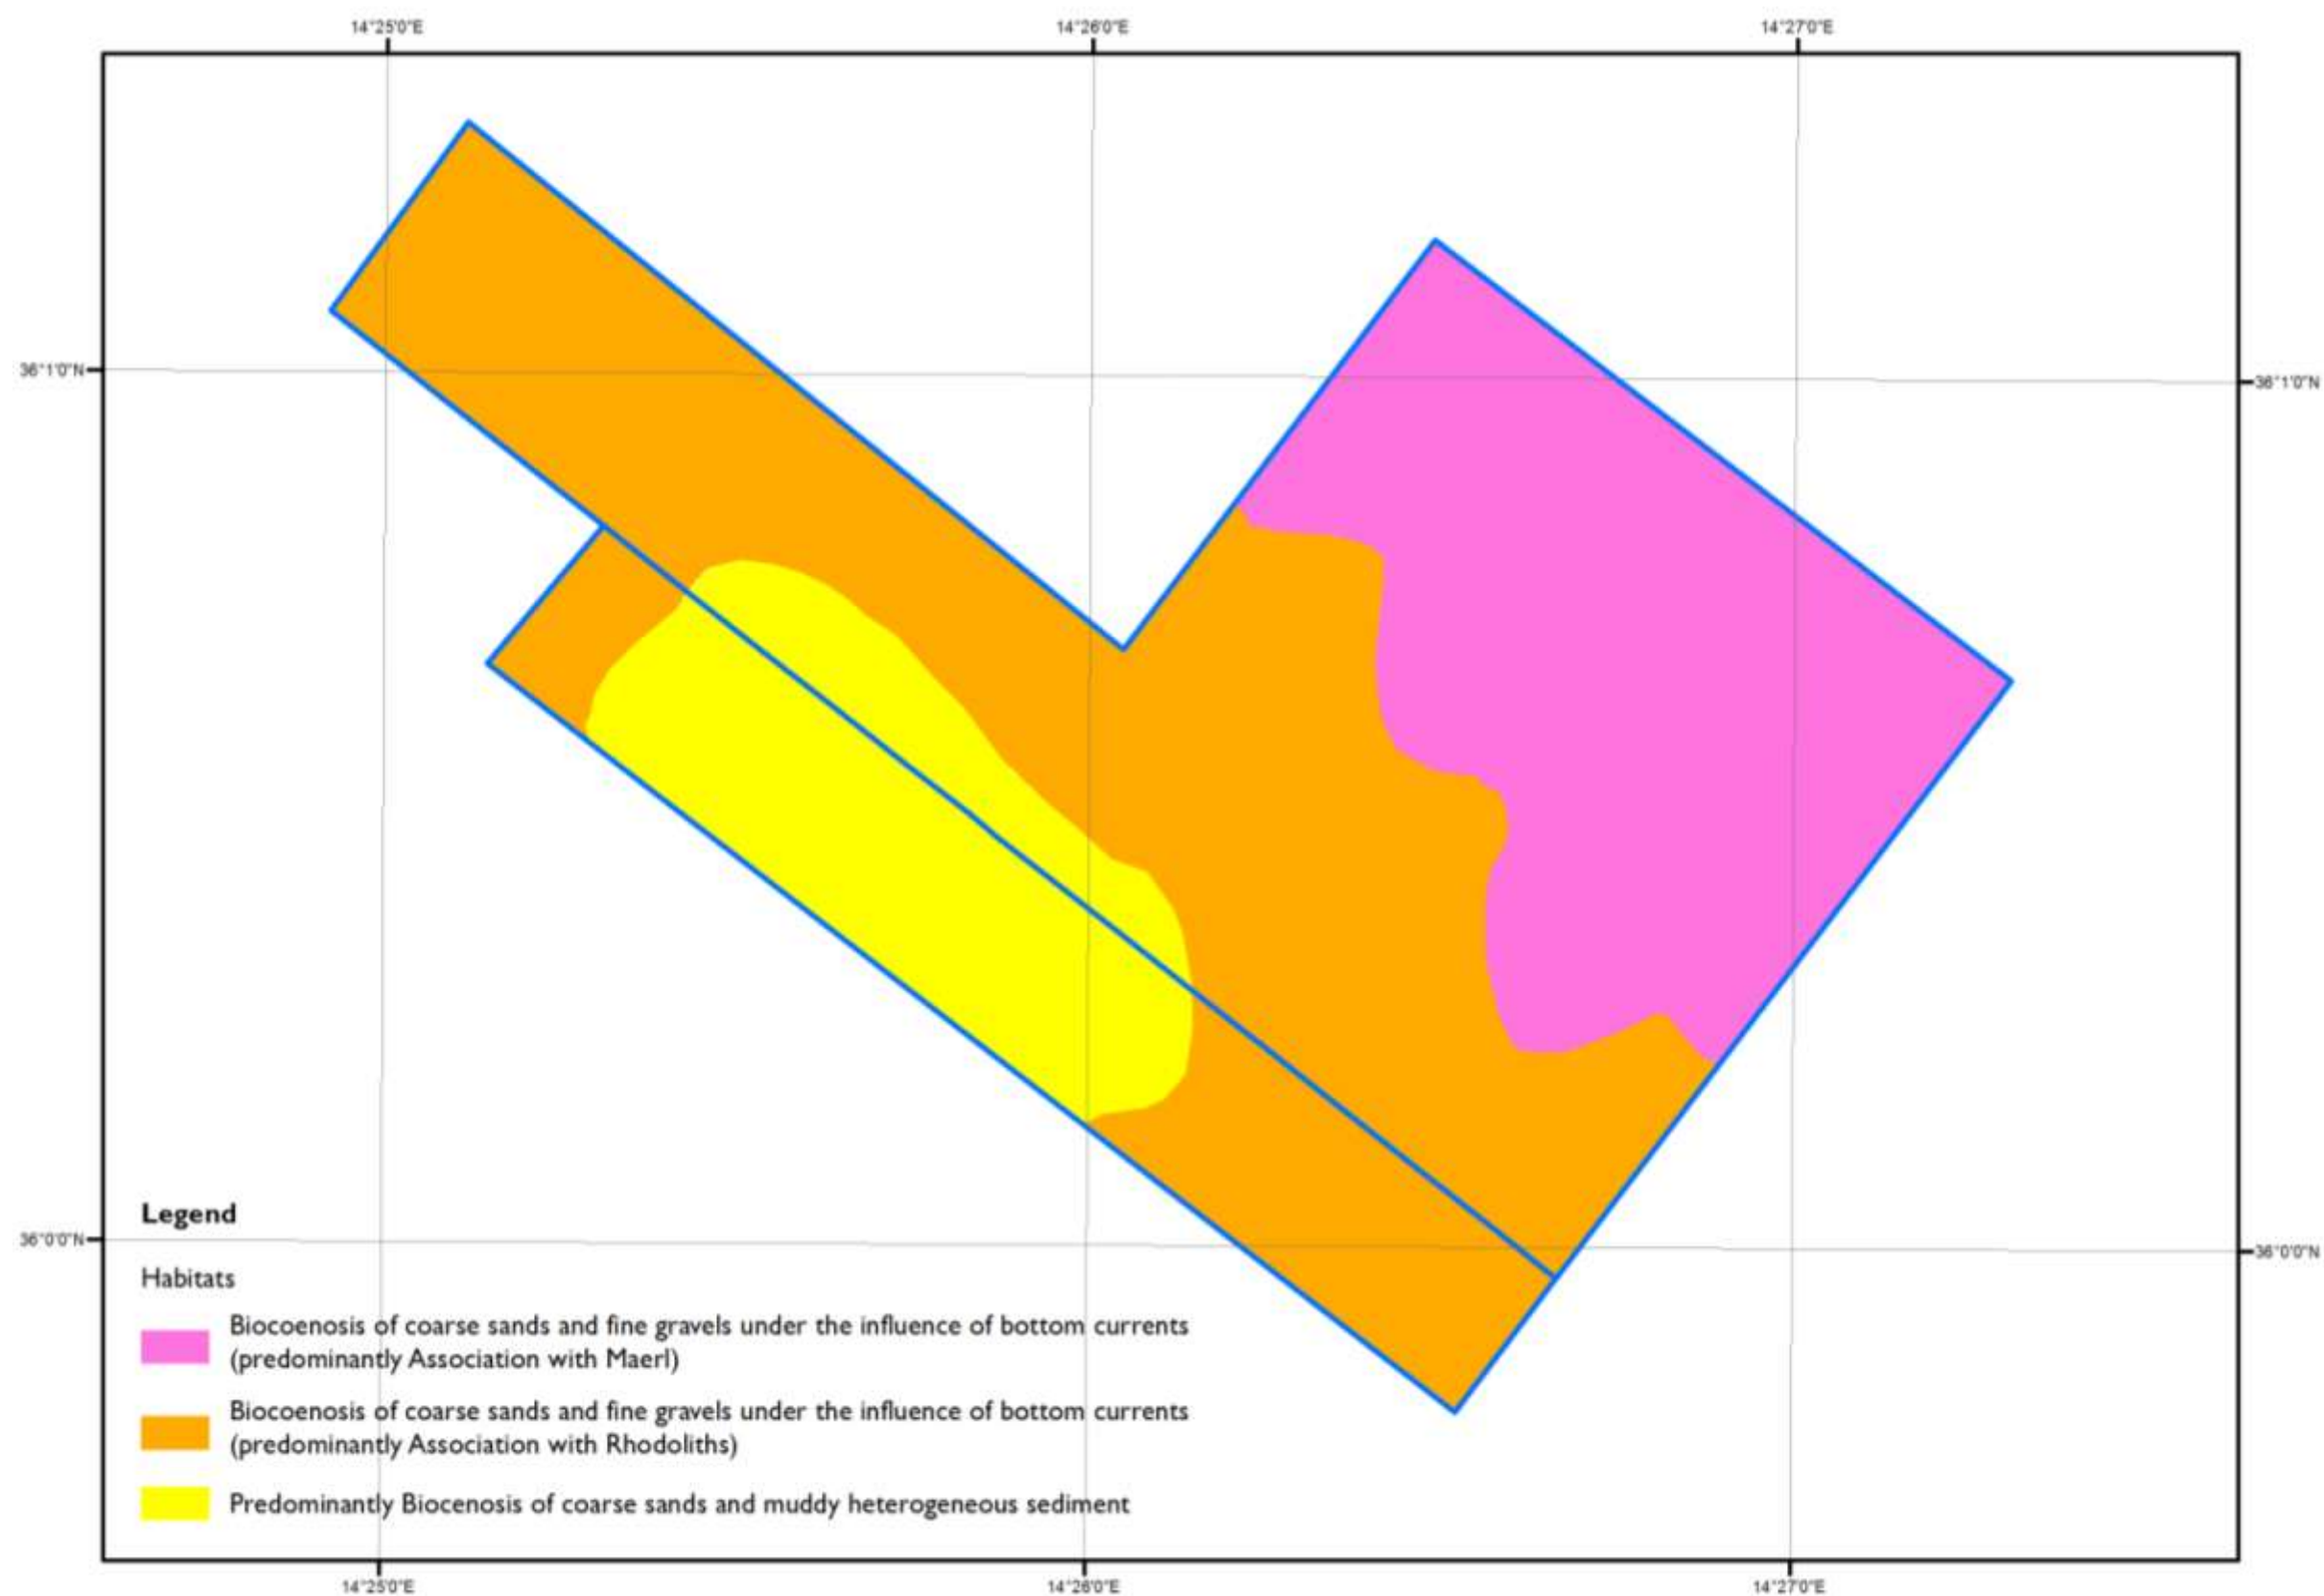 14°25'0"E 14°26'0"E 14°27'0"E
36°1'0"N 36°1'0"N
Legend
36°0'0"N 36°0'0"N
Habitats
Biocoenosis of coarse sands and fine gravels under the influence of bottom currents
(predominantly Association with Maerl)
Biocoenosis of coarse sands and fine gravels under the influence of bottom currents
(predominantly Association with Rhodoliths)
Predominantly Biocenosis of coarse sands and muddy heterogeneous sediment
14°25'0"E 14°26'0"E 14°27'0"E